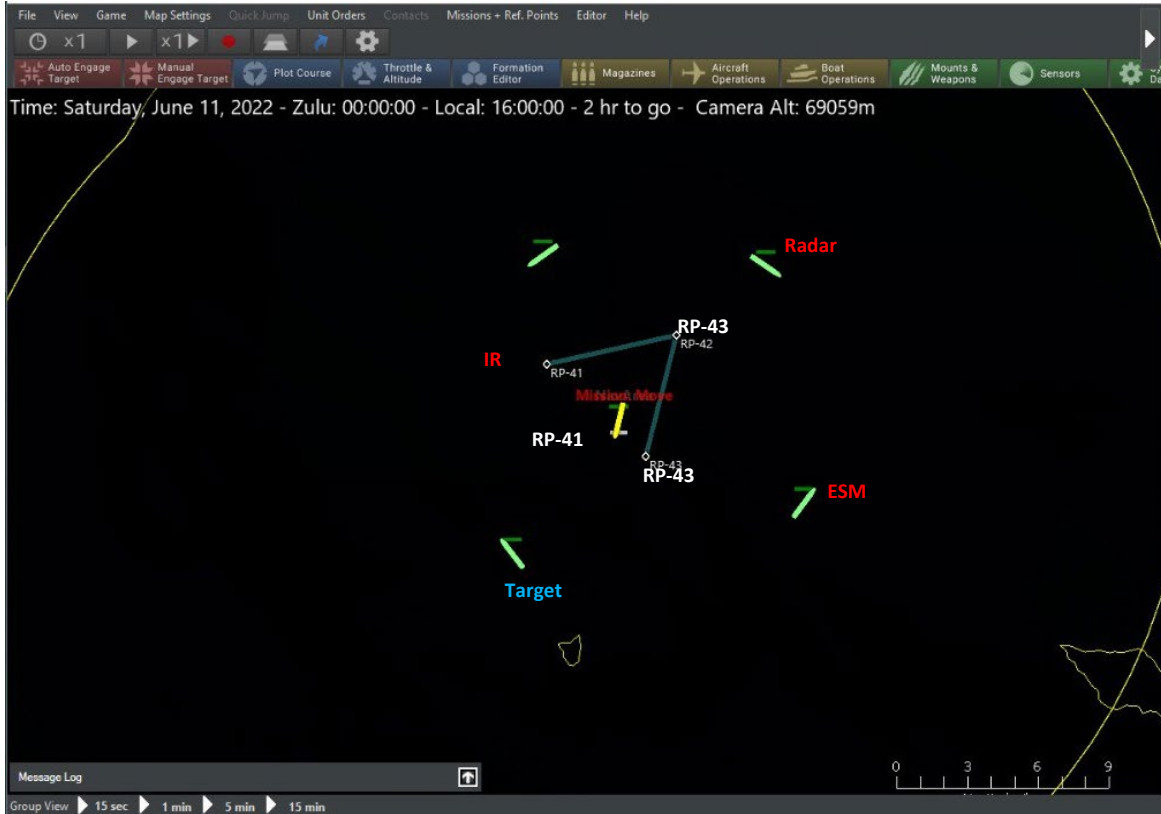 File View Game Map Settings Quick Jump Unit Orders Contacts Missions + Ref. Points Editor Help
x1 x1
Auto Engage Target
Manual Engage Target
Plot Course
Throttle & Altitude
Formation Editor
Magazines
Aircraft Operations
Boat Operations
Mounts & Weapons
Sensors
Time: Saturday, June 11, 2022 - Zulu: 00:00:00 - Local: 16:00:00 - 2 hr to go - Camera Alt: 69059m
Radar
RP-43
RP-42
IR
RP-41
Move
RP-41
RP-43
RP-43
ESM
Target
0 3 6 9
Message Log
Group View 15 sec 1 min 5 min 15 min